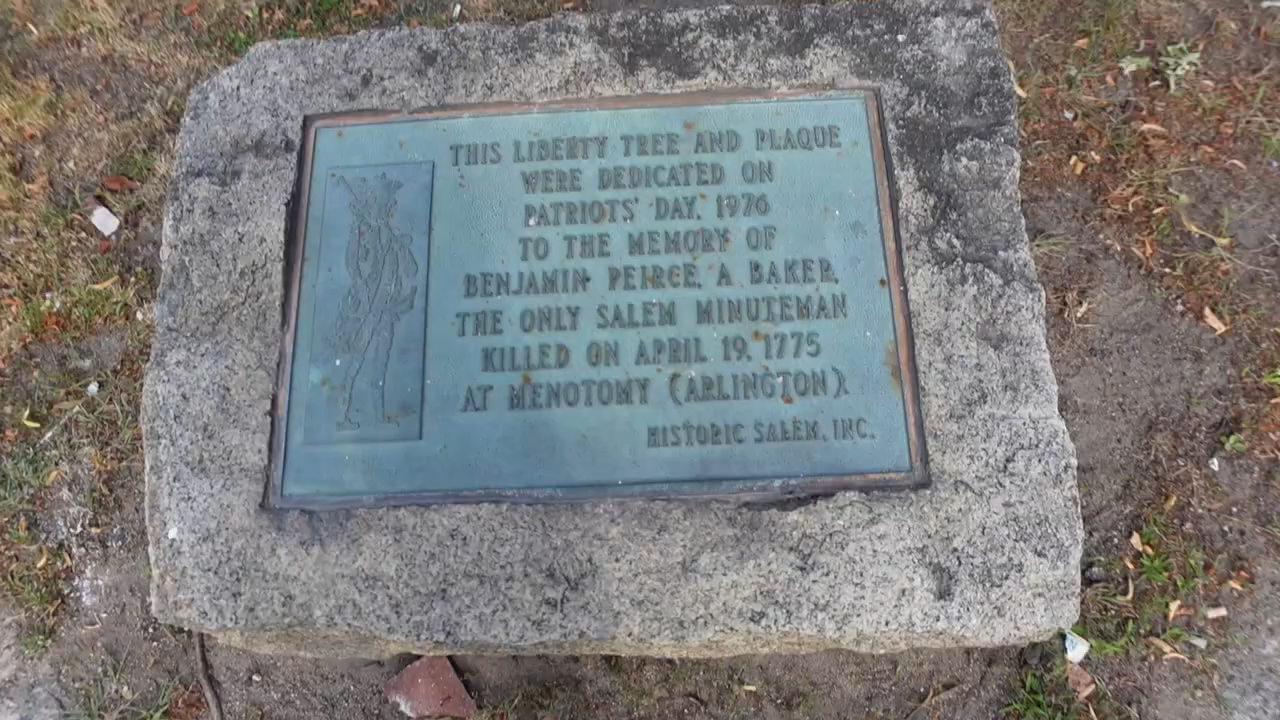 THIS LIBERTY TREE AND PLAQUE
WERE DEDICATED ON
PATRIOTS' DAY, 1976
TO THE MEMORY OF
BENJAMIN PEIRCE, A BAKER,
THE ONLY SALEM MINUTEMAN
KILLED ON APRIL 19, 1775
AT MENOTOMY (ARLINGTON).
HISTORIC SALEM, INC.